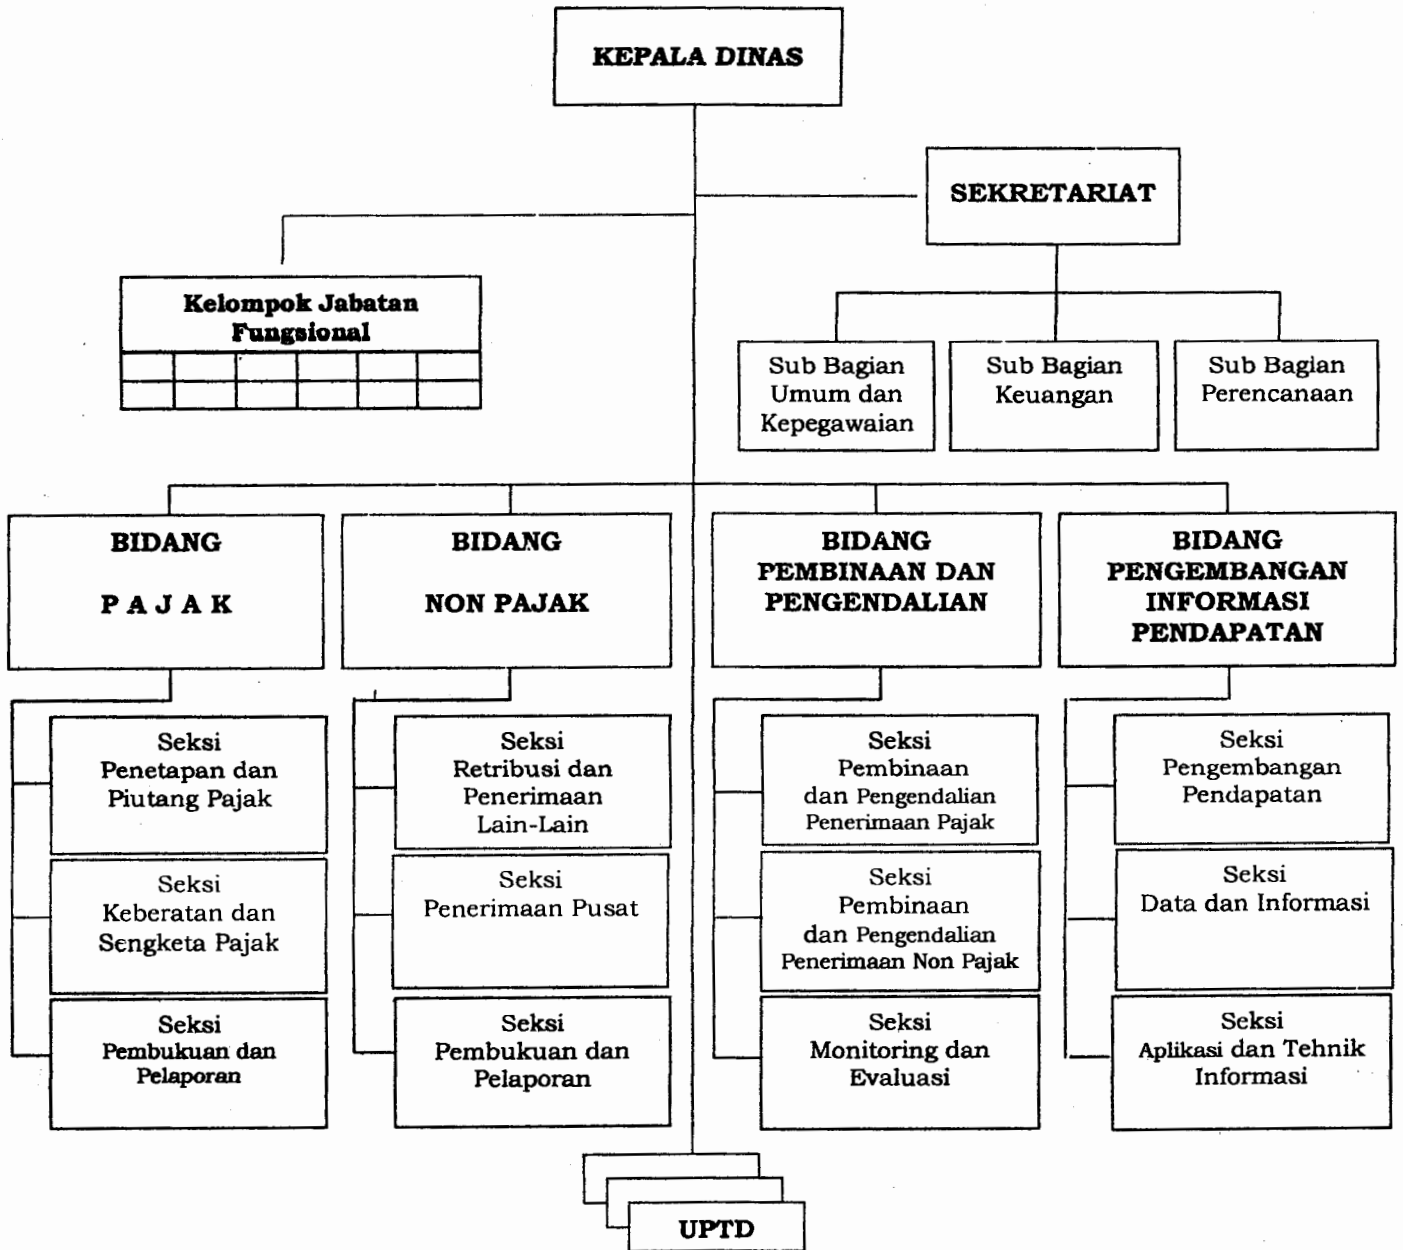 KEPALA DINAS
SEKRETARIAT
Kelompok Jabatan
Fungsional
Sub Bagian
Umum dan
Kepegawaian
Sub Bagian
Keuangan
Sub Bagian
Perencanaan
BIDANG
P A J A K
BIDANG
NON PAJAK
BIDANG
PEMBINAAN DAN
PENGENDALIAN
BIDANG
PENGEMBANGAN
INFORMASI
PENDAPATAN
Seksi
Penetapan dan
Piutang Pajak
Seksi
Keberatan dan
Sengketa Pajak
Seksi
Pembukuan dan
Pelaporan
Seksi
Retribusi dan
Penerimaan
Lain-Lain
Seksi
Penerimaan Pusat
Seksi
Pembukuan dan
Pelaporan
Seksi
Pembinaan
dan Pengendalian
Penerimaan Pajak
Seksi
Pembinaan
dan Pengendalian
Penerimaan Non Pajak
Seksi
Monitoring dan
Evaluasi
Seksi
Pengembangan
Pendapatan
Seksi
Data dan Informasi
Seksi
Aplikasi dan Tehnik
Informasi
UPTD